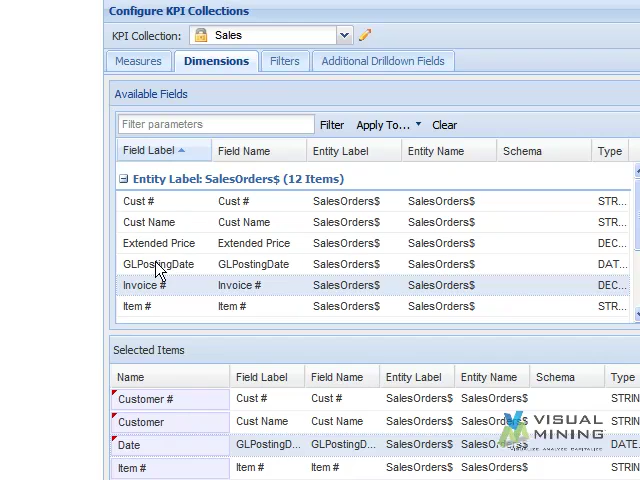 Configure KPI Collections
KPI Collection: Sales
Measures Dimensions Filters Additional Drilldown Fields
Available Fields
Filter parameters Filter Apply To... Clear
Field Label Field Name Entity Label Entity Name Schema Type
Entity Label: SalesOrders$ (12 Items)
Cust # Cust # SalesOrders$ SalesOrders$ STR...
Cust Name Cust Name SalesOrders$ SalesOrders$ STR...
Extended Price Extended Price SalesOrders$ SalesOrders$ DEC...
GLPostingDate GLPostingDate SalesOrders$ SalesOrders$ DAT...
Invoice # Invoice # SalesOrders$ SalesOrders$ DEC...
Item # Item # SalesOrders$ SalesOrders$ STR...
Selected Items
Name Field Label Field Name Entity Label Entity Name Schema Type
Customer # Cust # Cust # SalesOrders$ SalesOrders$ STRIN
Customer Cust Name Cust Name SalesOrders$ SalesOrders$ STRIN
Date GLPostingD... GLPostingD... SalesOrders$ SalesOrders$ DATE
Item # Item # Item # SalesOrders$ SalesOrders$ STRIN
VISUAL
MINING
VISUALIZE. ANALYZE. CAPITALIZE.